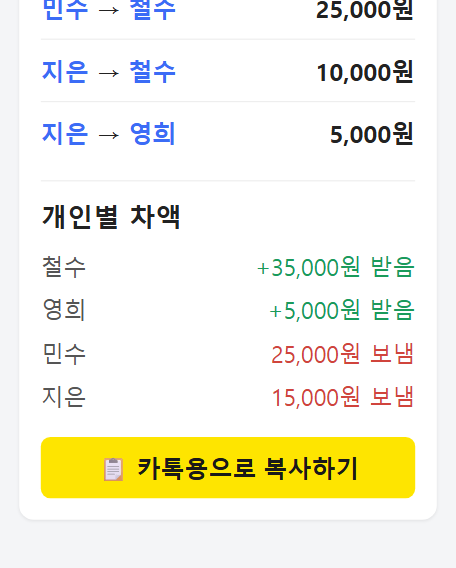 민수 → 철수 25,000원
지은 → 철수 10,000원
지은 → 영희 5,000원
개인별 차액
철수 +35,000원 받음
영희 +5,000원 받음
민수 25,000원 보냄
지은 15,000원 보냄
카톡용으로 복사하기